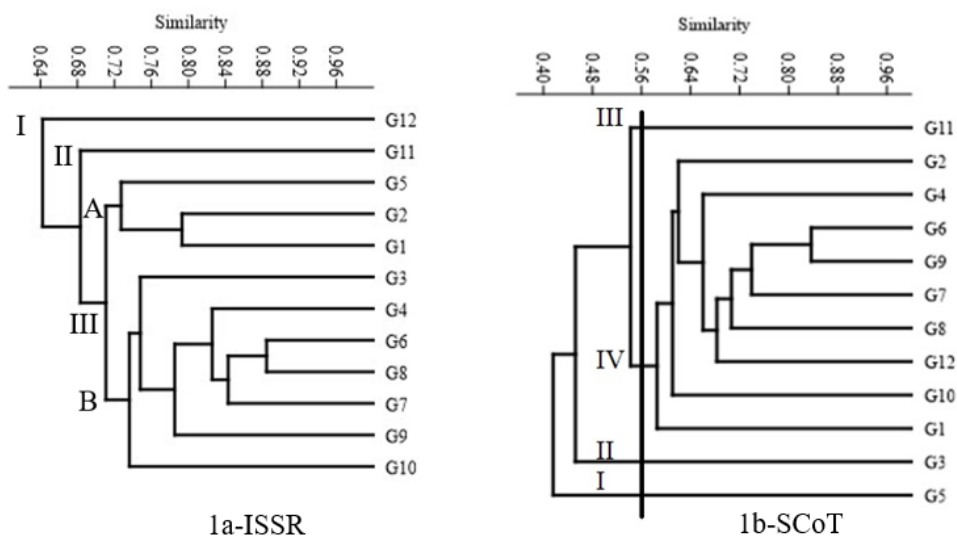 Similarity
0.64 0.68 0.72 0.76 0.80 0.84 0.88 0.92 0.96
I
G12
II
G11
G5
A
G2
G1
G3
III
G4
G6
G8
B
G7
G9
G10
1a-ISSR
Similarity
0.40 0.48 0.56 0.64 0.72 0.80 0.88 0.96
III
G11
G2
G4
G6
G9
G7
G8
IV
G12
G10
G1
II
G3
I
G5
1b-SCoT